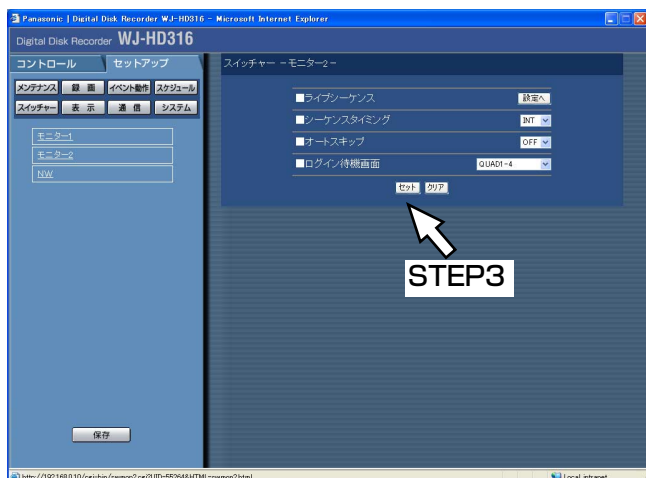 Panasonic | Digital Disk Recorder WJ-HD316 - Microsoft Internet Explorer
Digital Disk Recorder WJ-HD316
コントロール セットアップ
メンテナンス 録 画 イベント動作 スケジュール
スイッチャー 表 示 通 信 システム
モニター1
モニター2
NW
保存
スイッチャー －モニター2－
■ライブシーケンス 設定へ
■シーケンスタイミング INT
■オートスキップ OFF
■ログイン待機画面 QUAD1-4
セット クリア
STEP3
Local intranet